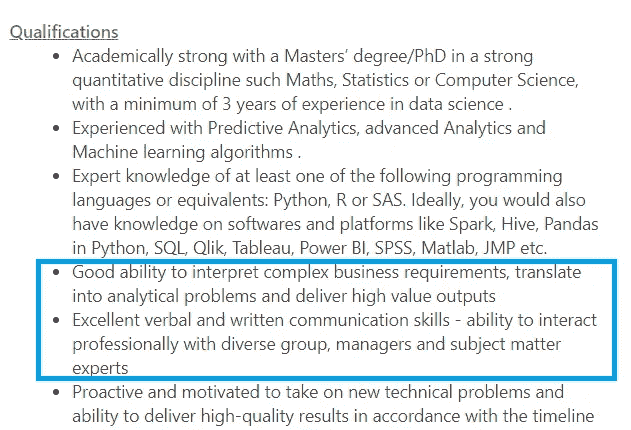 Qualifications
• Academically strong with a Masters' degree/PhD in a strong
quantitative discipline such Maths, Statistics or Computer Science,
with a minimum of 3 years of experience in data science .
• Experienced with Predictive Analytics, advanced Analytics and
Machine learning algorithms .
• Expert knowledge of at least one of the following programming
languages or equivalents: Python, R or SAS. Ideally, you would also
have knowledge on softwares and platforms like Spark, Hive, Pandas
in Python, SQL, Qlik, Tableau, Power BI, SPSS, Matlab, JMP etc.
• Good ability to interpret complex business requirements, translate
into analytical problems and deliver high value outputs
• Excellent verbal and written communication skills - ability to interact
professionally with diverse group, managers and subject matter
experts
• Proactive and motivated to take on new technical problems and
ability to deliver high-quality results in accordance with the timeline